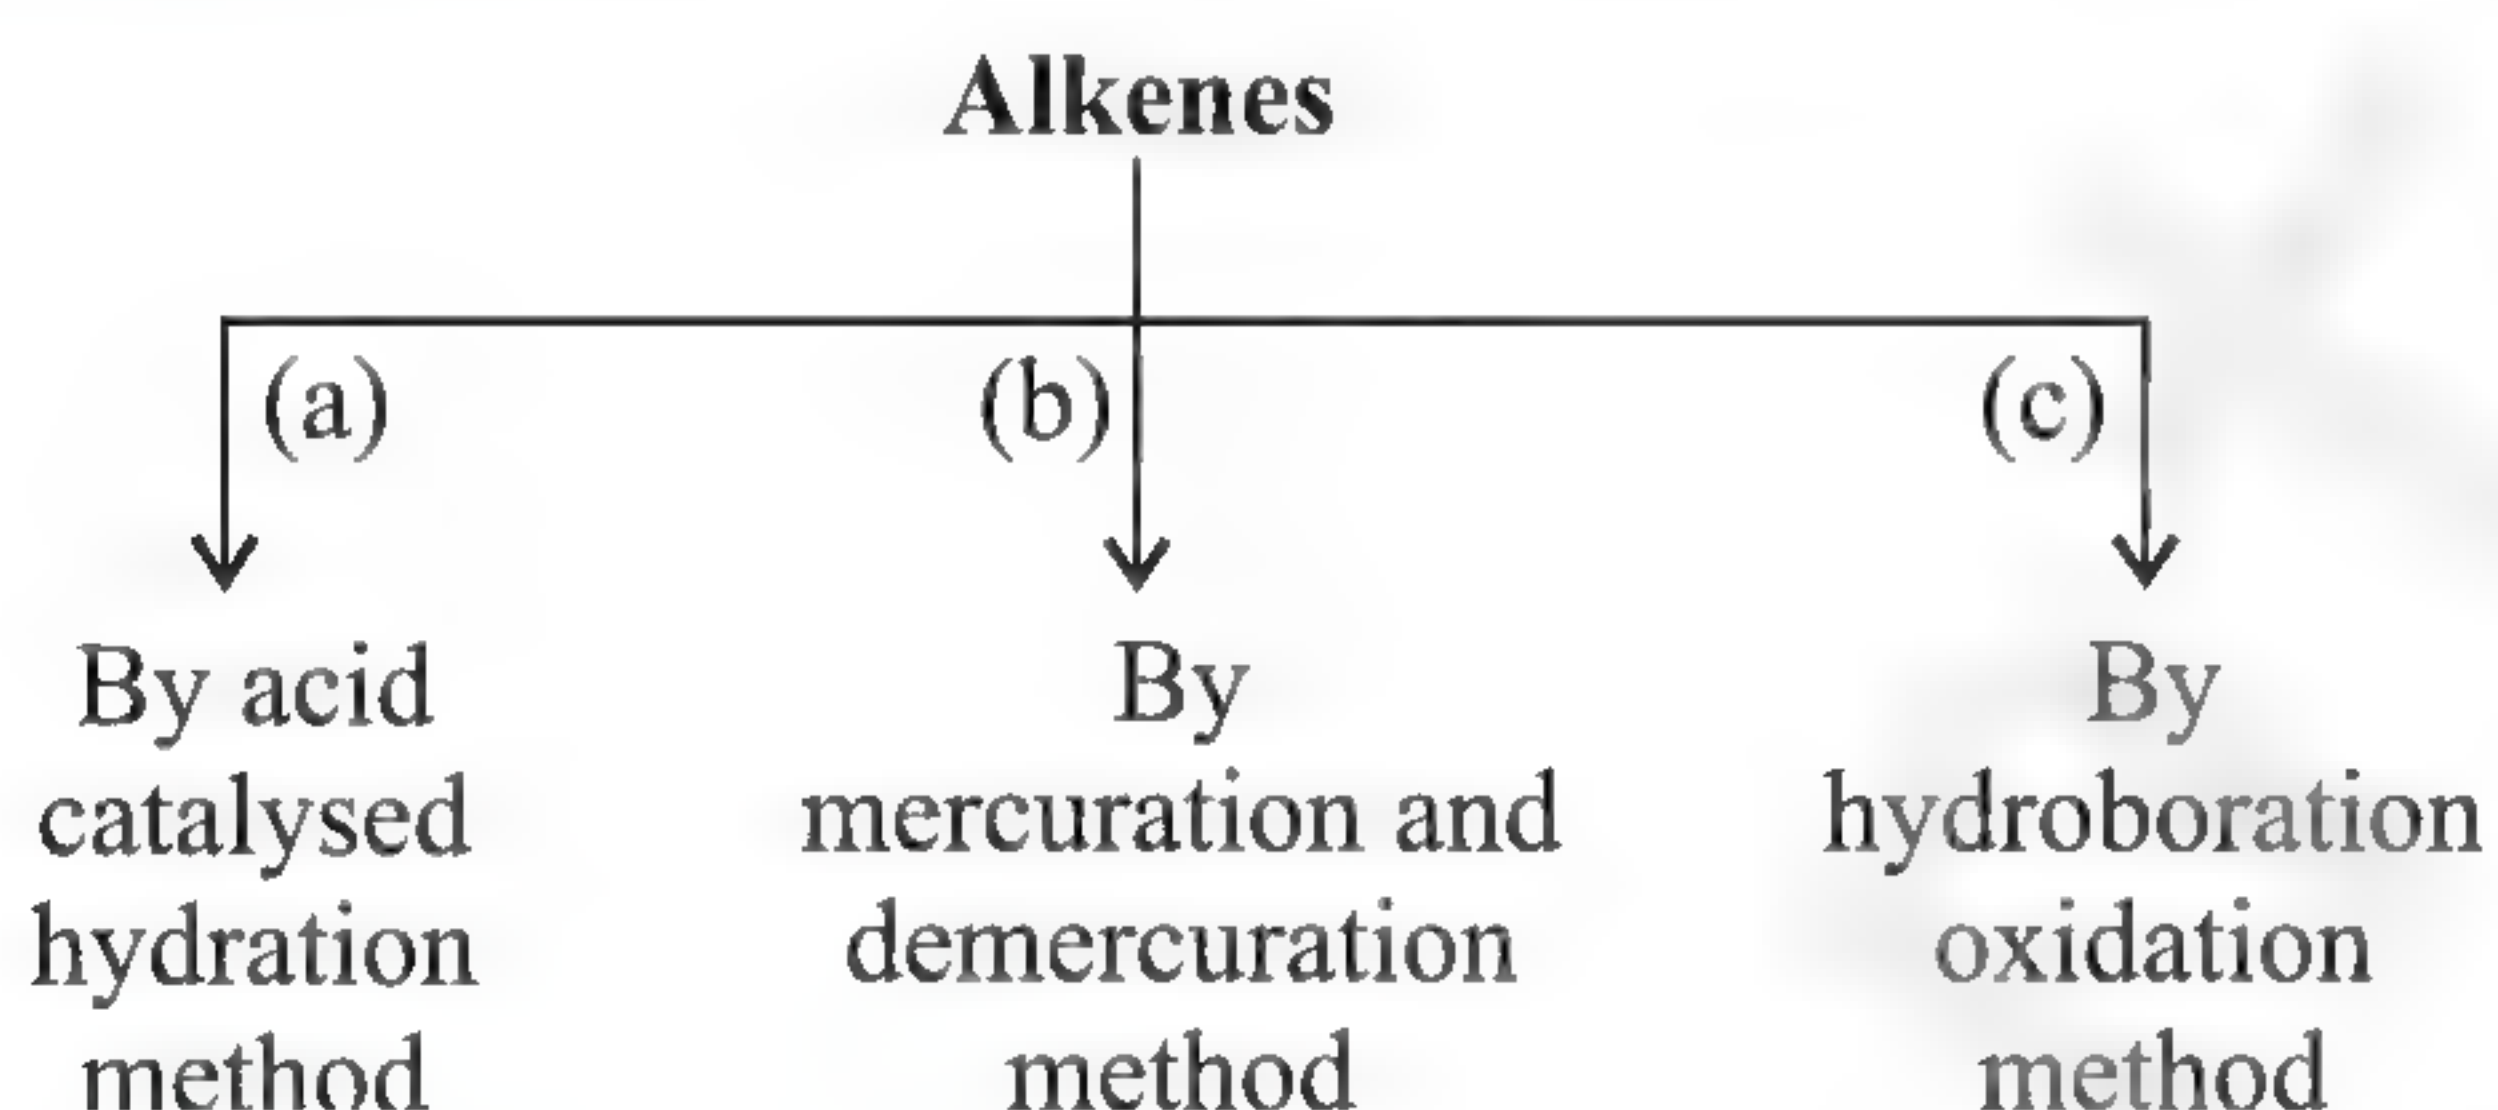 Alkenes
(a) (b) (c)
By acid
catalysed
hydration
method
By
mercuration and
demercuration
method
By
hydroboration
oxidation
method